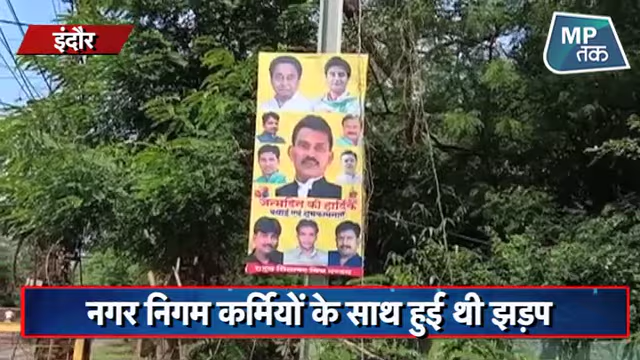 इंदौर
MP
तक
जन्मदिन की हार्दिक
बधाई एवं शुभकामनाएँ
नगर निगम कर्मियों के साथ हुई थी झड़प